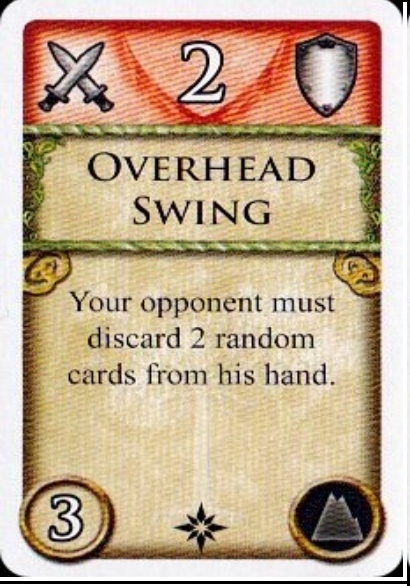 2
OVERHEAD
SWING
Your opponent must
discard 2 random
cards from his hand.
3